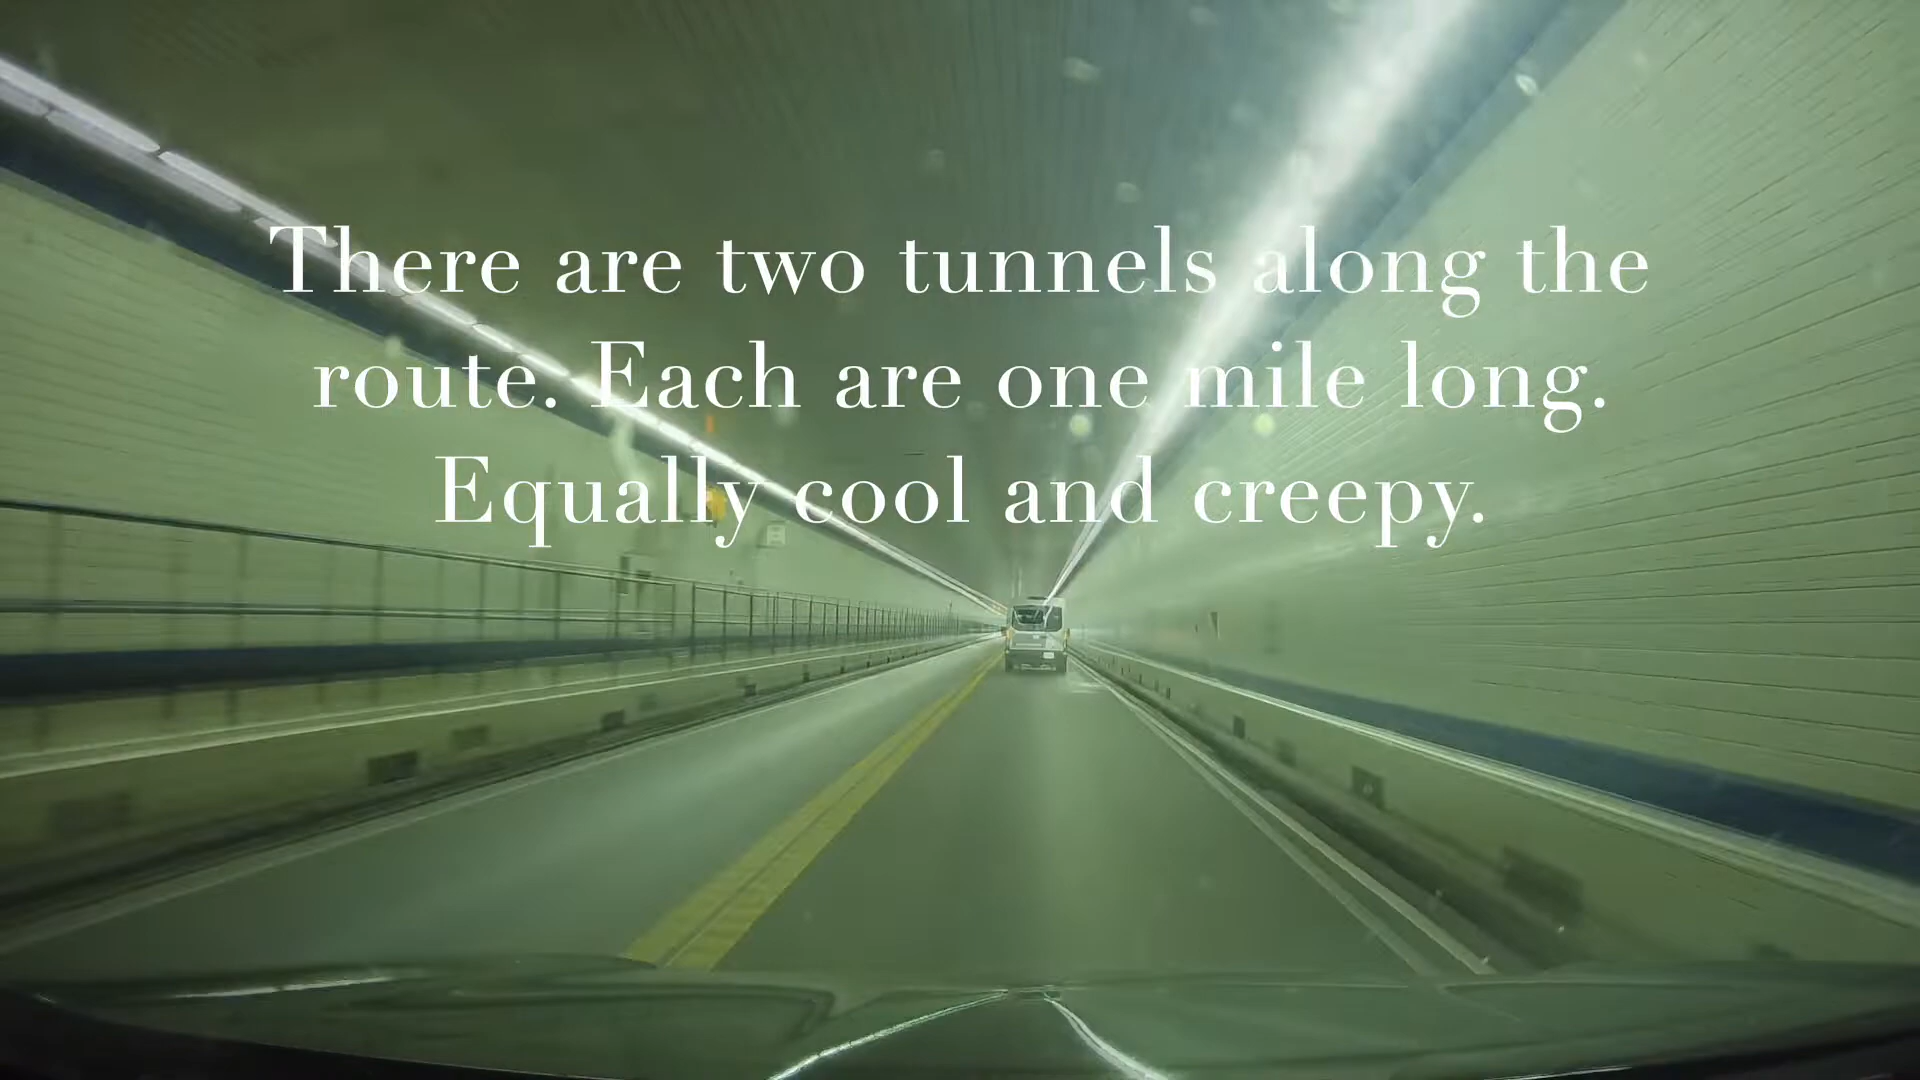 There are two tunnels along the
route. Each are one mile long.
Equally cool and creepy.